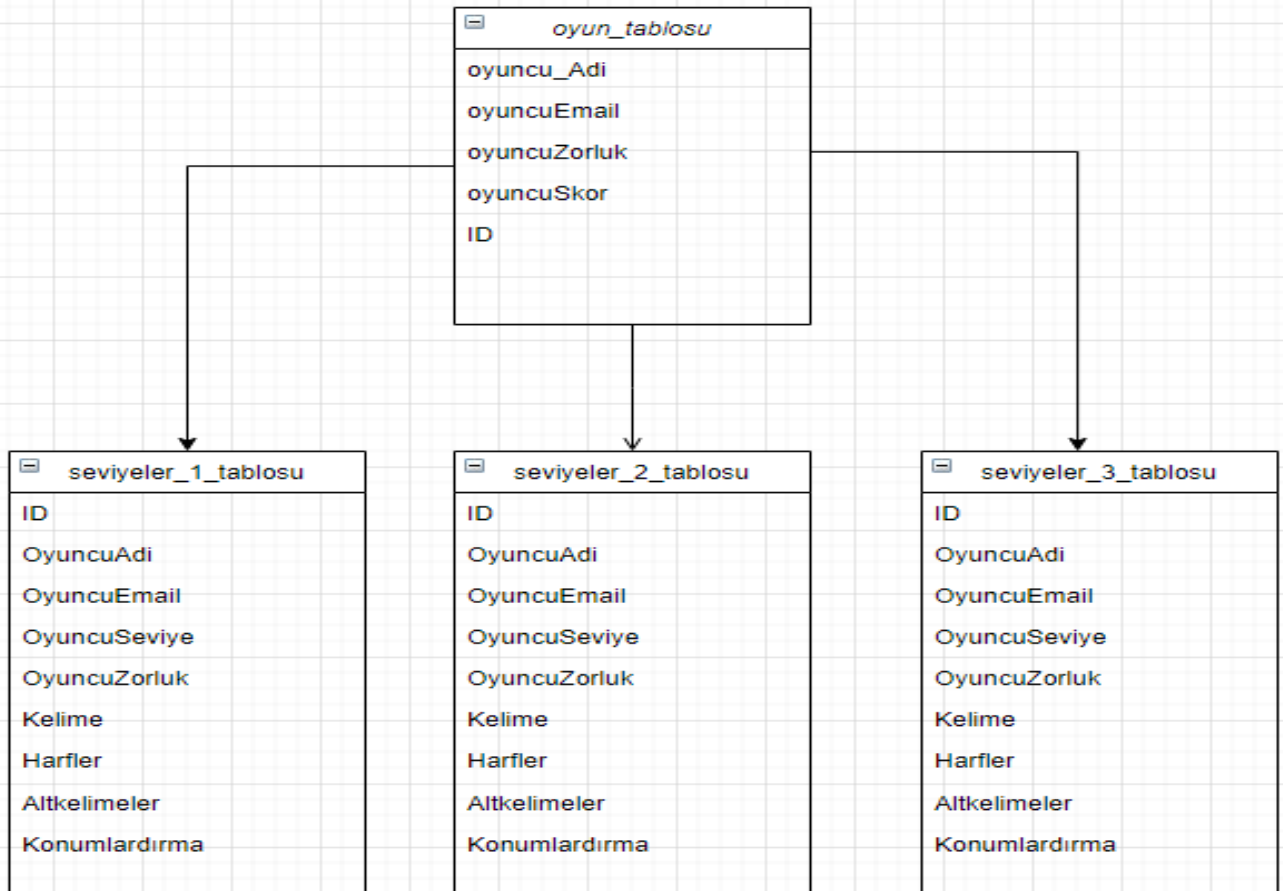 oyun_tablosu
oyuncu_Adi
oyuncuEmail
oyuncuZorluk
oyuncuSkor
ID
seviyeler_1_tablosu
ID
OyuncuAdi
OyuncuEmail
OyuncuSeviye
OyuncuZorluk
Kelime
Harfler
Altkelimeler
Konumlardırma
seviyeler_2_tablosu
ID
OyuncuAdi
OyuncuEmail
OyuncuSeviye
OyuncuZorluk
Kelime
Harfler
Altkelimeler
Konumlardırma
seviyeler_3_tablosu
ID
OyuncuAdi
OyuncuEmail
OyuncuSeviye
OyuncuZorluk
Kelime
Harfler
Altkelimeler
Konumlardırma